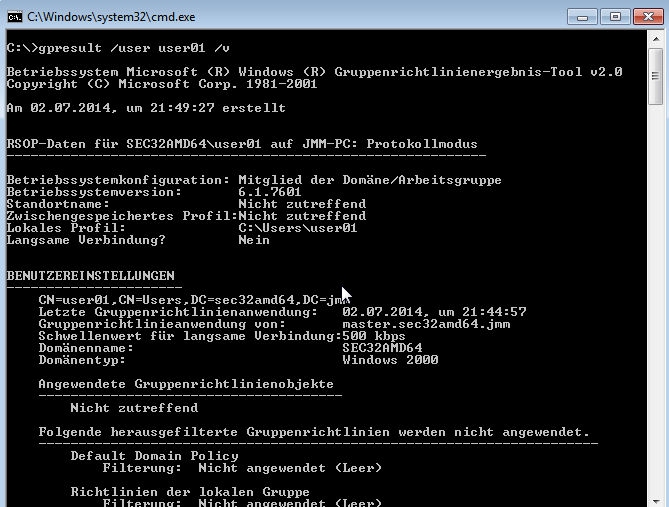 C:\Windows\system32\cmd.exe
C:\>gpresult /user user01 /v
Betriebssystem Microsoft (R) Windows (R) Gruppenrichtlinienergebnis-Tool v2.0
Copyright (C) Microsoft Corp. 1981-2001
Am 02.07.2014, um 21:49:27 erstellt
RSOP-Daten für SEC32AMD64\user01 auf JMM-PC: Protokollmodus
------------------------------------------------------------
Betriebssystemkonfiguration: Mitglied der Domäne/Arbeitsgruppe
Betriebssystemversion: 6.1.7601
Standortname: Nicht zutreffend
Zwischengespeichertes Profil:Nicht zutreffend
Lokales Profil: C:\Users\user01
Langsame Verbindung? Nein
BENUTZEREINSTELLUNGEN
----------------------
CN=user01,CN=Users,DC=sec32amd64,DC=jmm
Letzte Gruppenrichtlinienanwendung: 02.07.2014, um 21:44:57
Gruppenrichtlinieanwendung von: master.sec32amd64.jmm
Schwellenwert für langsame Verbindung:500 kbps
Domänenname: SEC32AMD64
Domänentyp: Windows 2000
Angewendete Gruppenrichtlinienobjekte
--------------------------------------
Nicht zutreffend
Folgende herausgefilterte Gruppenrichtlinien werden nicht angewendet.
----------------------------------------------------------------------
Default Domain Policy
Filterung: Nicht angewendet (Leer)
Richtlinien der lokalen Gruppe
Filterung: Nicht angewendet (Leer)